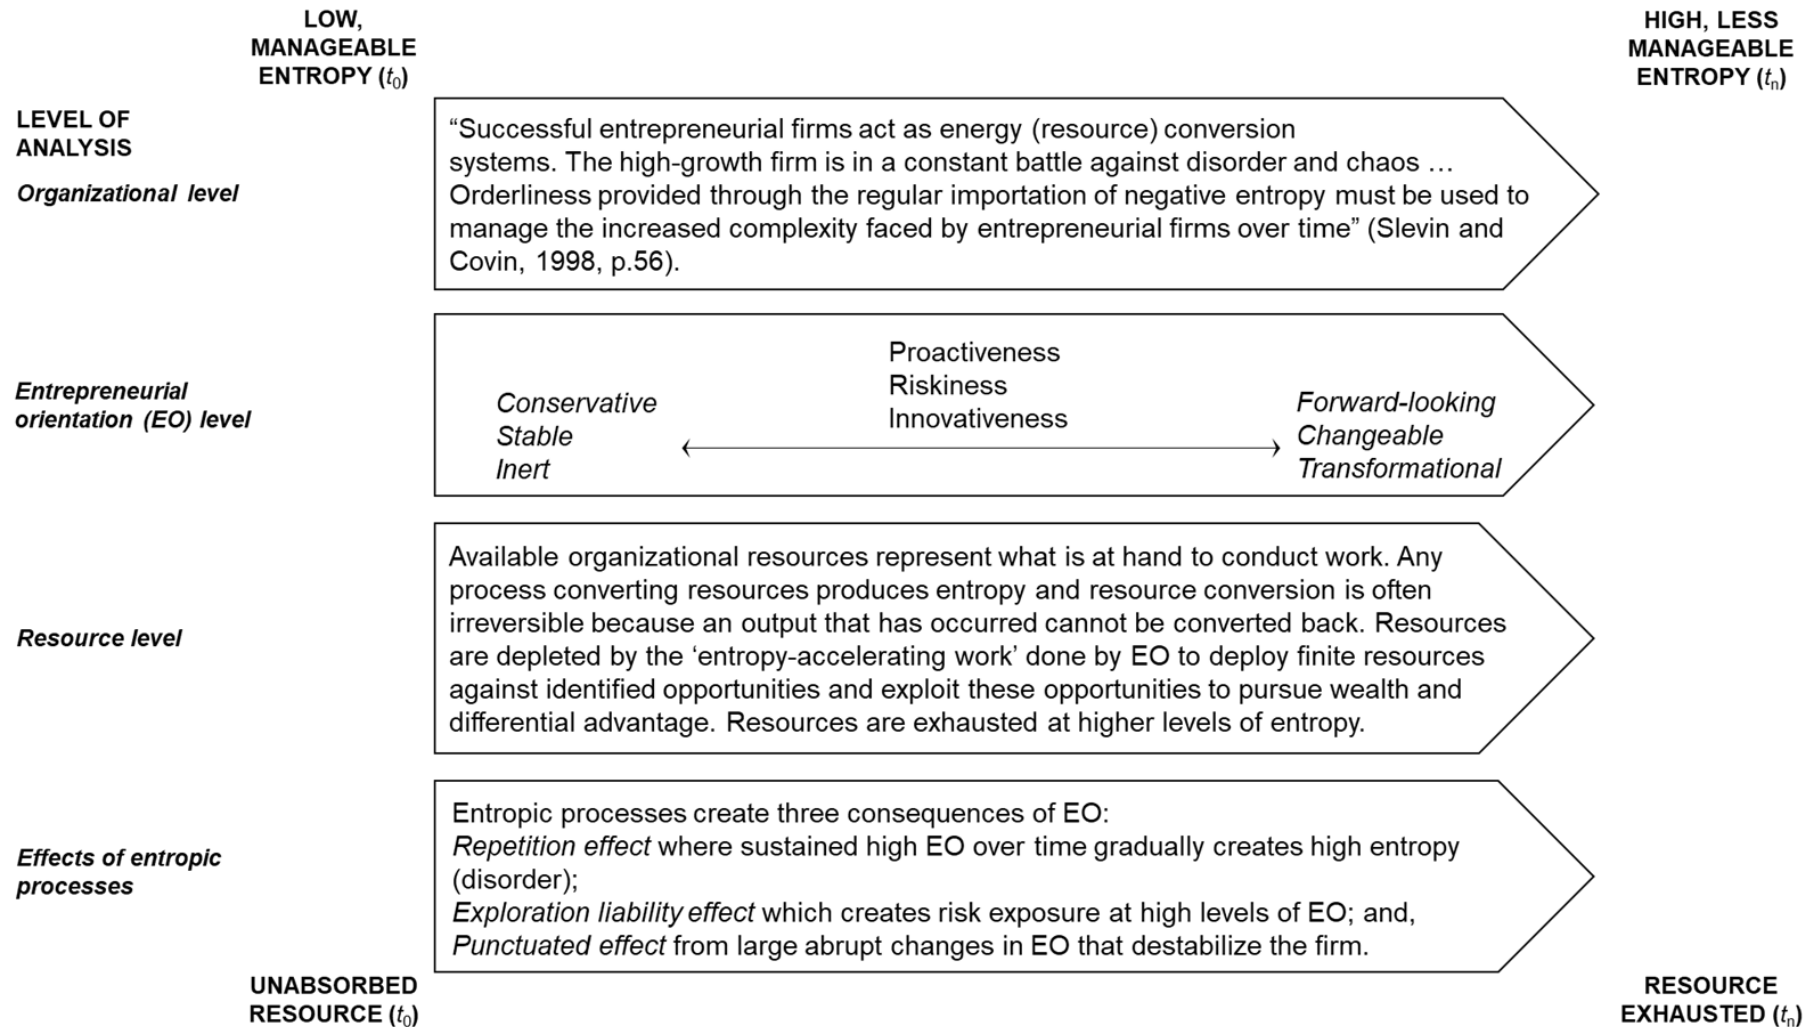 LOW,
MANAGEABLE
ENTROPY (t0)
HIGH, LESS
MANAGEABLE
ENTROPY (tn)
LEVEL OF
ANALYSIS
Organizational level
“Successful entrepreneurial firms act as energy (resource) conversion
systems. The high-growth firm is in a constant battle against disorder and chaos …
Orderliness provided through the regular importation of negative entropy must be used to
manage the increased complexity faced by entrepreneurial firms over time” (Slevin and
Covin, 1998, p.56).
Entrepreneurial
orientation (EO) level
Conservative
Stable
Inert
Proactiveness
Riskiness
Innovativeness
Forward-looking
Changeable
Transformational
Resource level
Available organizational resources represent what is at hand to conduct work. Any
process converting resources produces entropy and resource conversion is often
irreversible because an output that has occurred cannot be converted back. Resources
are depleted by the ‘entropy-accelerating work’ done by EO to deploy finite resources
against identified opportunities and exploit these opportunities to pursue wealth and
differential advantage. Resources are exhausted at higher levels of entropy.
Effects of entropic
processes
Entropic processes create three consequences of EO:
Repetition effect where sustained high EO over time gradually creates high entropy
(disorder);
Exploration liability effect which creates risk exposure at high levels of EO; and,
Punctuated effect from large abrupt changes in EO that destabilize the firm.
UNABSORBED
RESOURCE (t0)
RESOURCE
EXHAUSTED (tn)